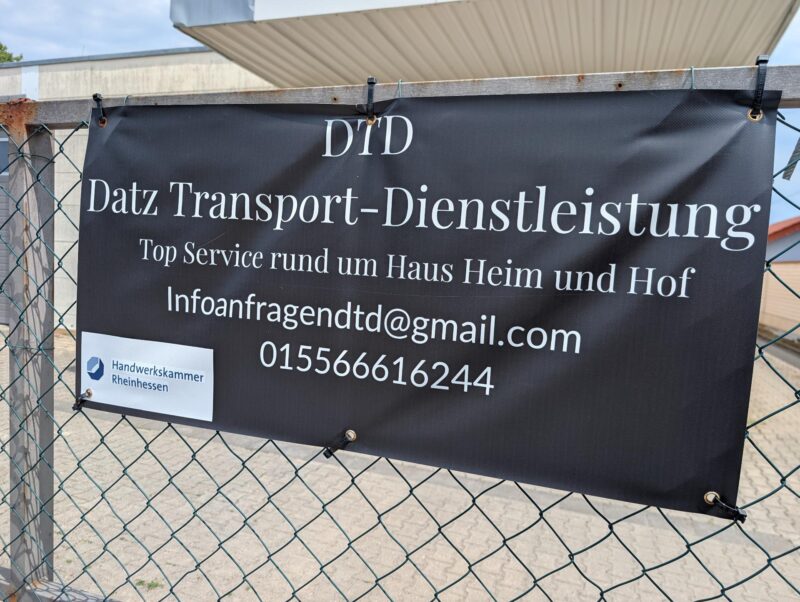 DTD
Datz Transport-Dienstleistung
Top Service rund um Haus Heim und Hof
Infoanfragendtd@gmail.com
015566616244
Handwerkskammer
Rheinhessen